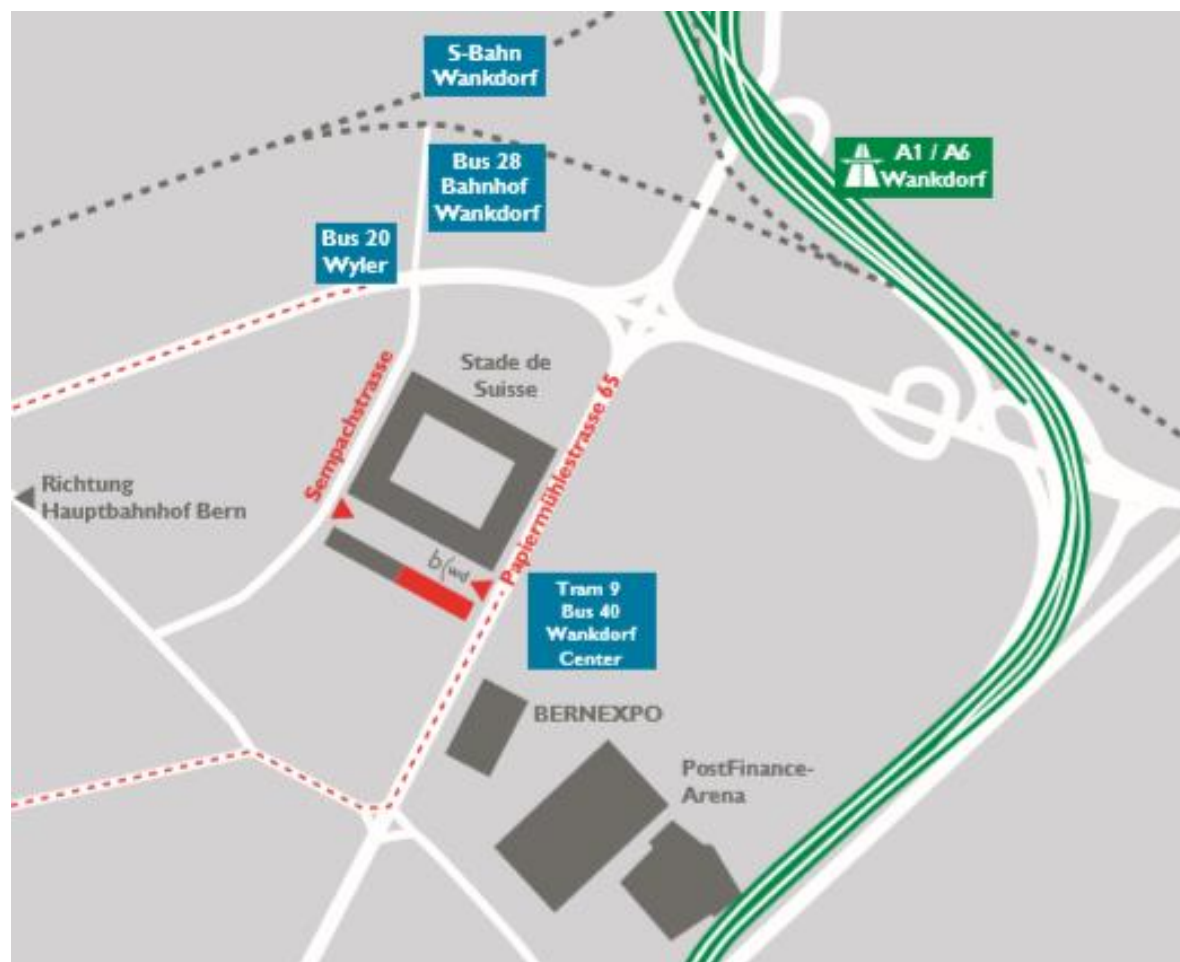 S-Bahn
Wankdorf
A1 / A6
Wankdorf
Bus 28
Bahnhof
Wankdorf
Bus 20
Wyler
Stade de
Suisse
Sempachstrasse
Papiermühlestrasse 65
Richtung
Hauptbahnhof Bern
b(wd
Tram 9
Bus 40
Wankdorf
Center
BERNEXPO
PostFinance-
Arena